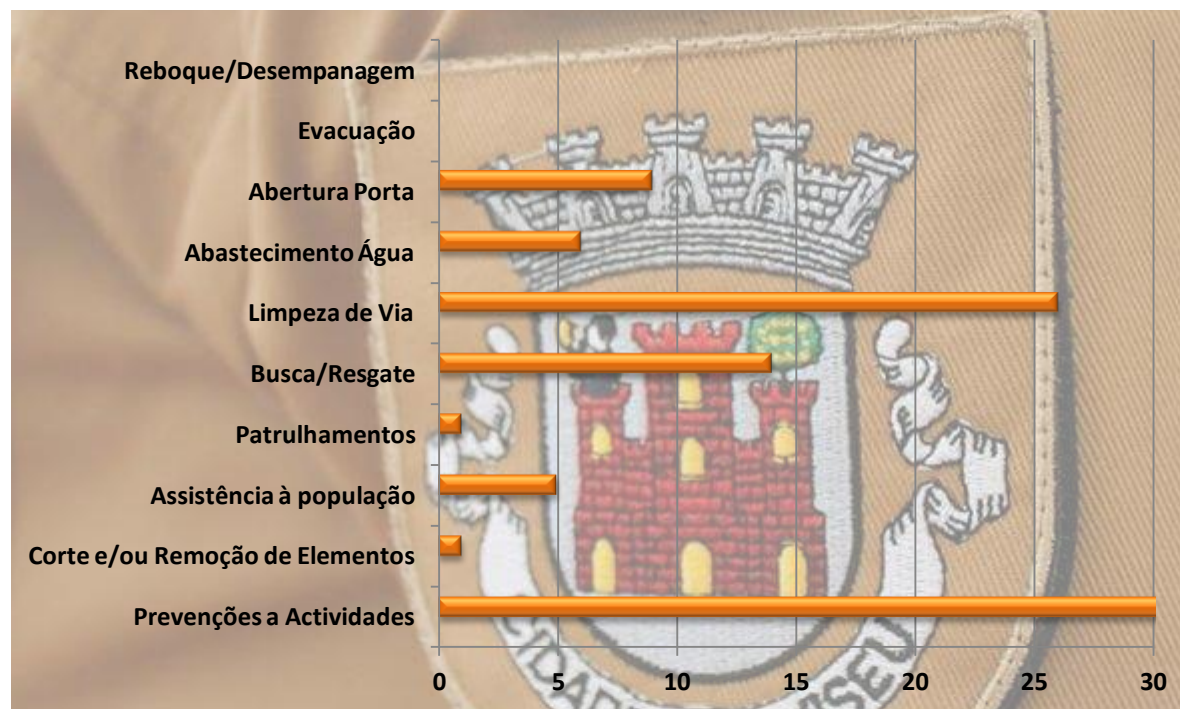 Reboque/Desempanagem
Evacuação
Abertura Porta
Abastecimento Água
Limpeza de Via
Busca/Resgate
Patrulhamentos
Assistência à população
Corte e/ou Remoção de Elementos
Prevenções a Actividades
0 5 10 15 20 25 30